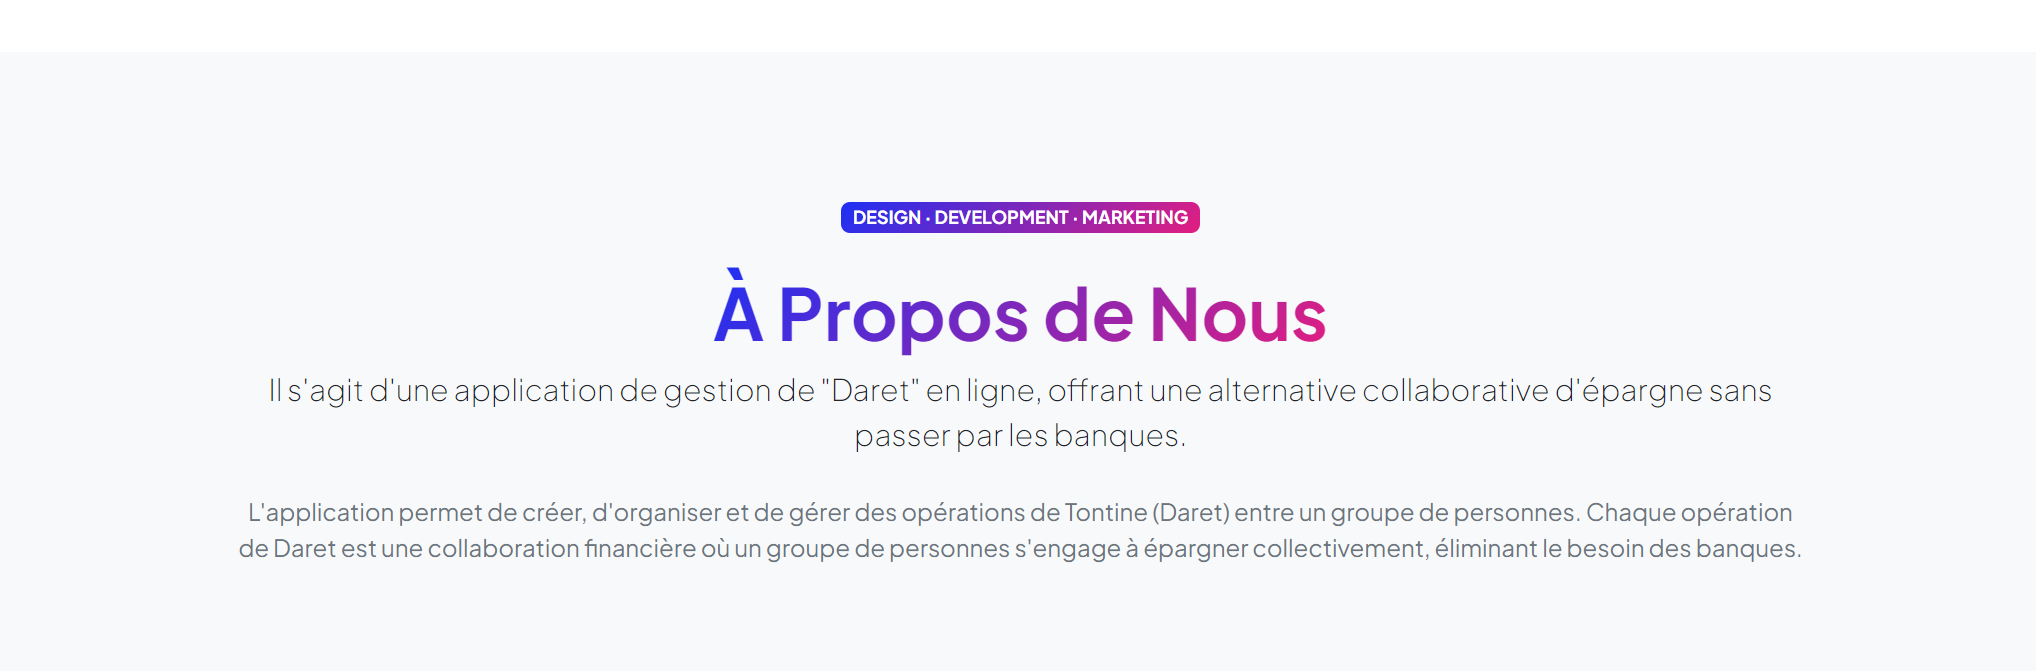 DESIGN · DEVELOPMENT · MARKETING
À Propos de Nous
Il s'agit d'une application de gestion de "Daret" en ligne, offrant une alternative collaborative d'épargne sans
passer par les banques.
L'application permet de créer, d'organiser et de gérer des opérations de Tontine (Daret) entre un groupe de personnes. Chaque opération
de Daret est une collaboration financière où un groupe de personnes s'engage à épargner collectivement, éliminant le besoin des banques.